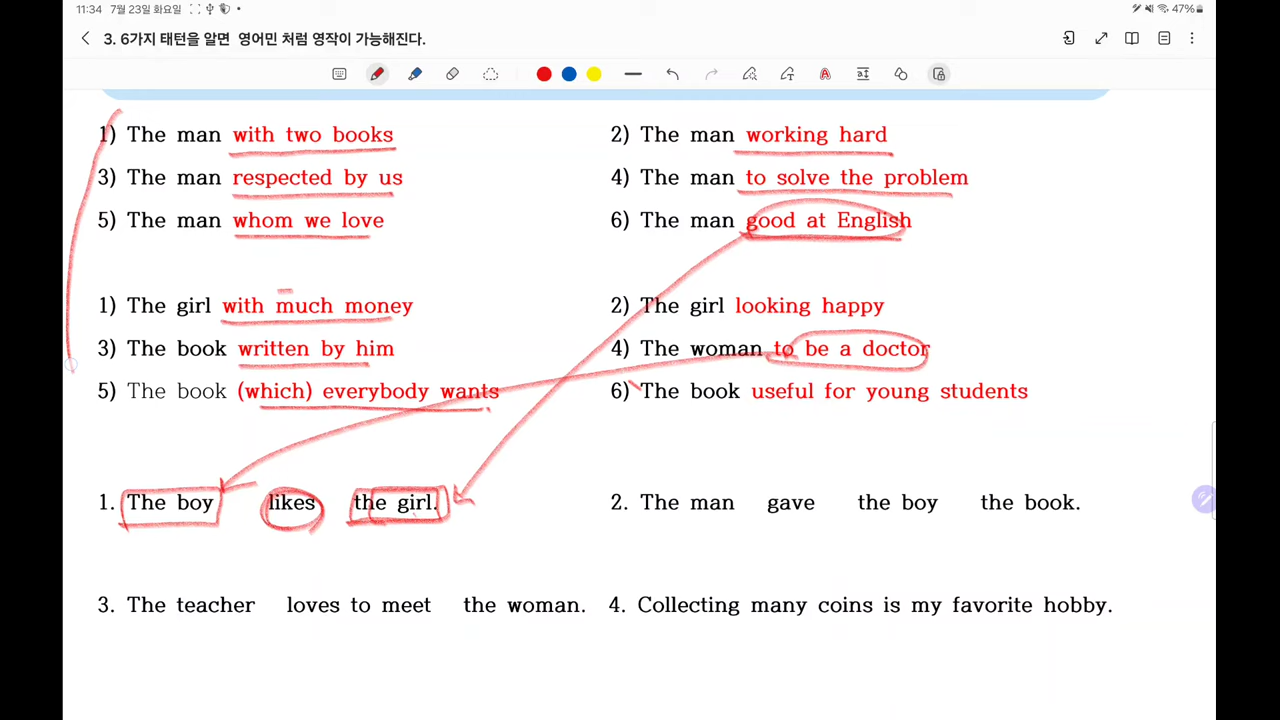 11:34 7월 23일 화요일
47%
3. 6가지 태턴을 알면 영어민 처럼 영작이 가능해진다.
1) The man with two books 2) The man working hard
3) The man respected by us 4) The man to solve the problem
5) The man whom we love 6) The man good at English
1) The girl with much money 2) The girl looking happy
3) The book written by him 4) The woman to be a doctor
5) The book (which) everybody wants 6) The book useful for young students
1. The boy likes the girl. 2. The man gave the boy the book.
3. The teacher loves to meet the woman. 4. Collecting many coins is my favorite hobby.